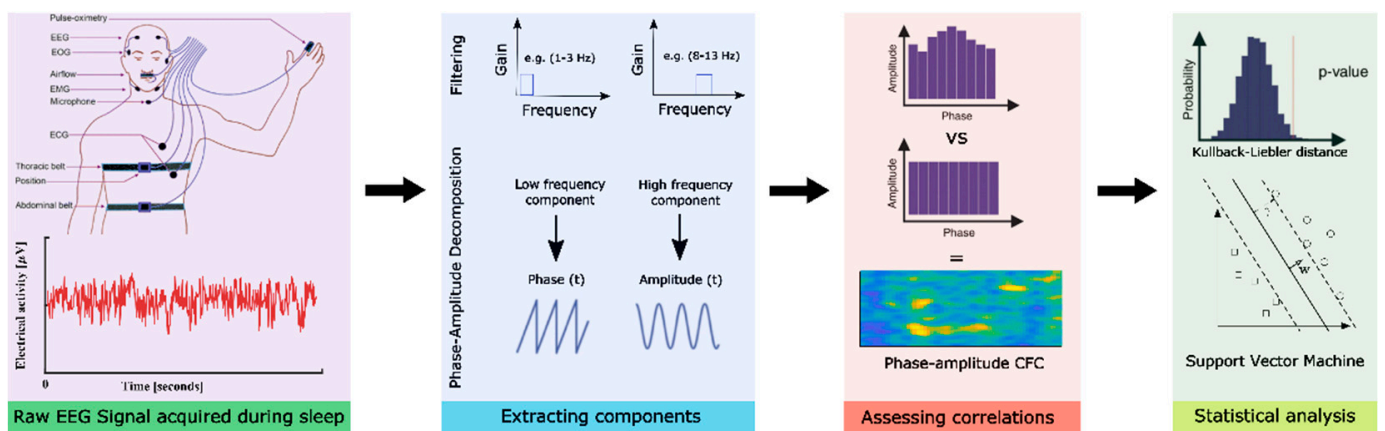 Pulse-oximetry
EEG
EOG
Airflow
EMG
Microphone
ECG
Thoracic belt
Position
Abdominal belt
Electrical activity [µV]
0
Time [seconds]
Raw EEG Signal acquired during sleep
Filtering
Gain
e.g. (1-3 Hz)
Frequency
Gain
e.g. (8-13 Hz)
Frequency
Phase-Amplitude Decomposition
Low frequency
component
High frequency
component
Phase (t)
Amplitude (t)
Extracting components
Amplitude
Phase
VS
Amplitude
Phase
=
Phase-amplitude CFC
Assessing correlations
Probability
p-value
Kullback-Liebler distance
w
Support Vector Machine
Statistical analysis